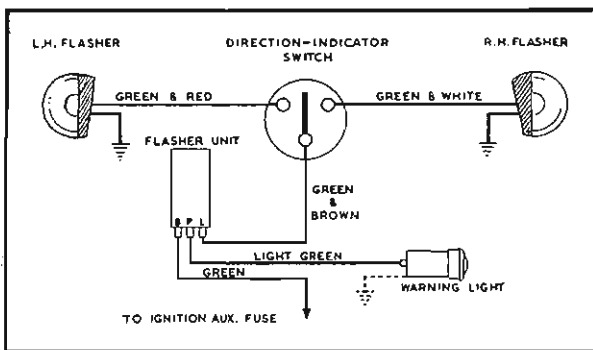 L.H. FLASHER
DIRECTION-INDICATOR
SWITCH
R.H. FLASHER
GREEN & RED
GREEN & WHITE
FLASHER UNIT
GREEN
&
BROWN
B P L
LIGHT GREEN
GREEN
WARNING LIGHT
TO IGNITION AUX. FUSE